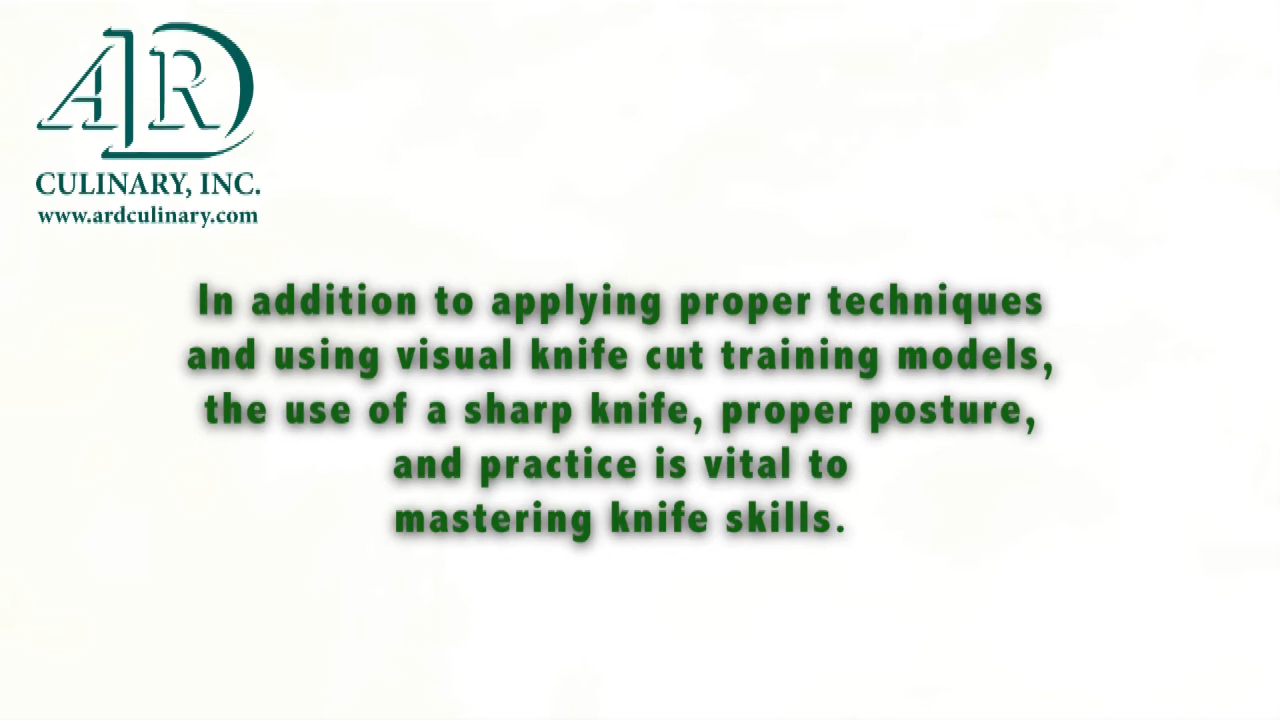 ARD
CULINARY, INC.
www.ardculinary.com
In addition to applying proper techniques
and using visual knife cut training models,
the use of a sharp knife, proper posture,
and practice is vital to
mastering knife skills.